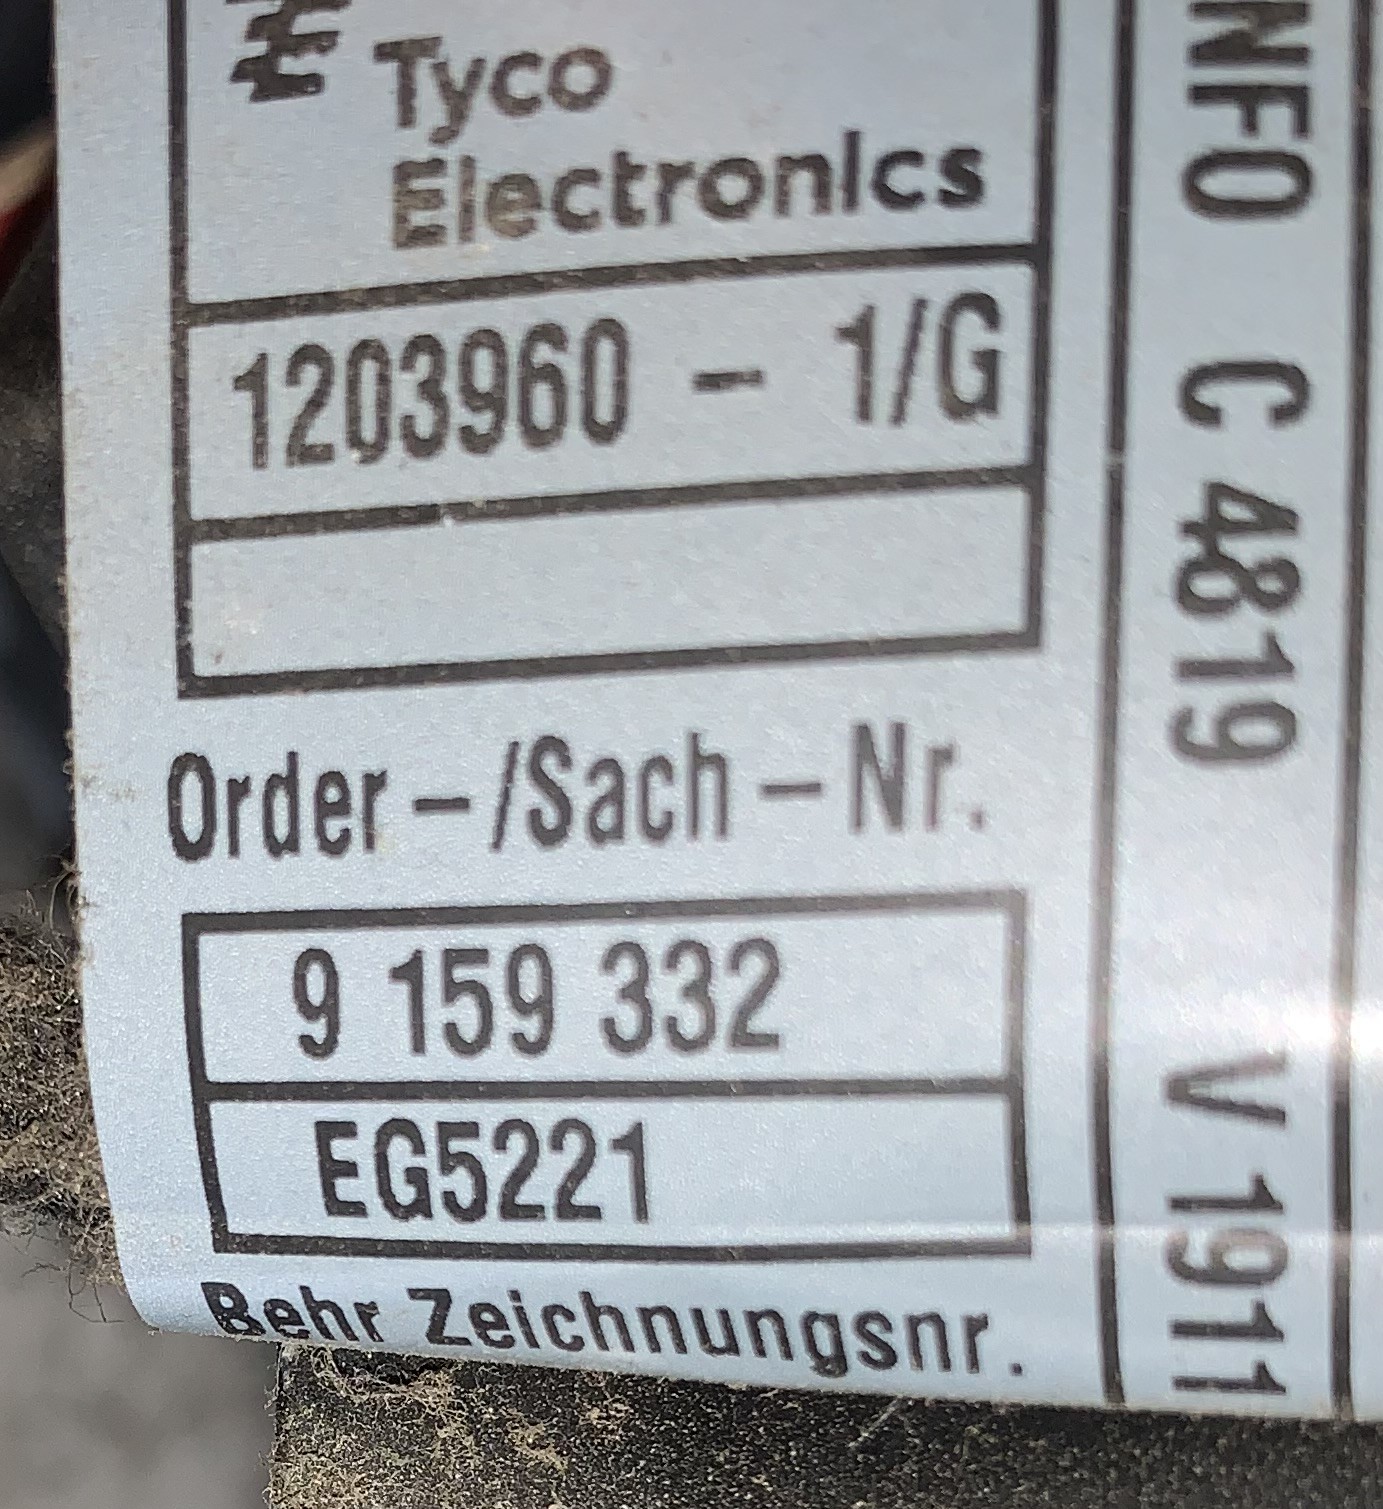 Tyco
Electronics
1203960 - 1/G
Order-/Sach-Nr.
9 159 332
EG5221
Behr Zeichnungsnr.
NFO C 4819 V 1911